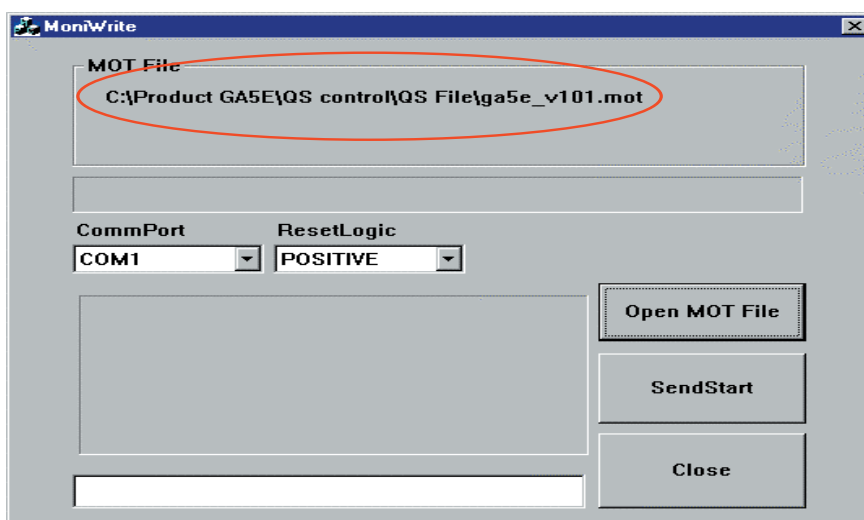 MoniWrite
MOT File
C:\Product GA5E\QS control\QS File\ga5e_v101.mot
CommPort ResetLogic
COM1 POSITIVE
Open MOT File
SendStart
Close